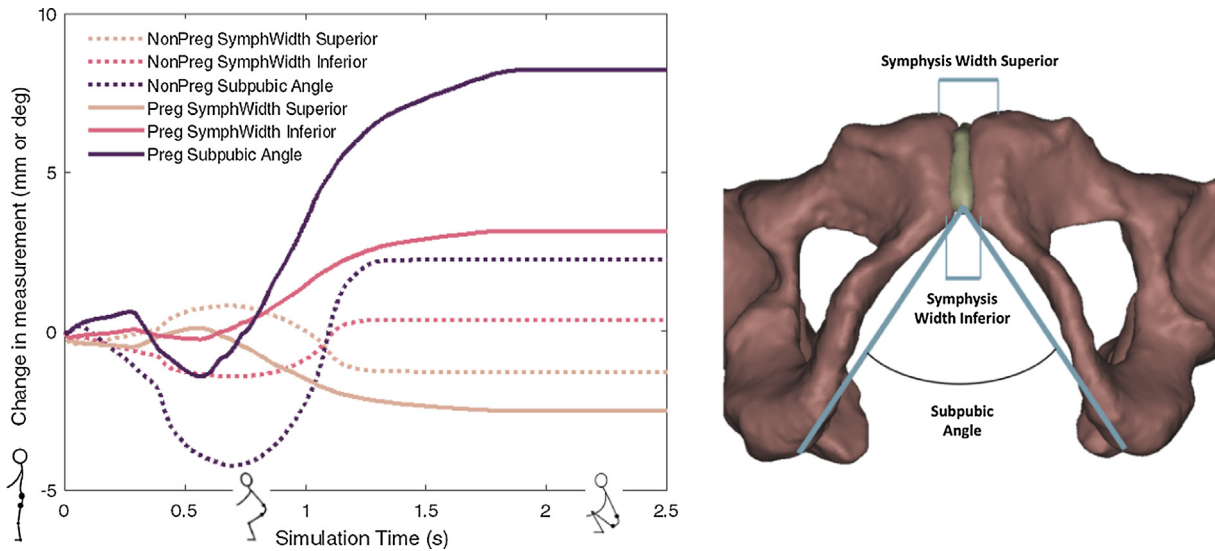 10
5
0
-5
Change in measurement (mm or deg)
NonPreg SymphWidth Superior
NonPreg SymphWidth Inferior
NonPreg Subpubic Angle
Preg SymphWidth Superior
Preg SymphWidth Inferior
Preg Subpubic Angle
0 0.5 1 1.5 2 2.5
Simulation Time (s)
Symphysis Width Superior
Symphysis
Width Inferior
Subpubic
Angle